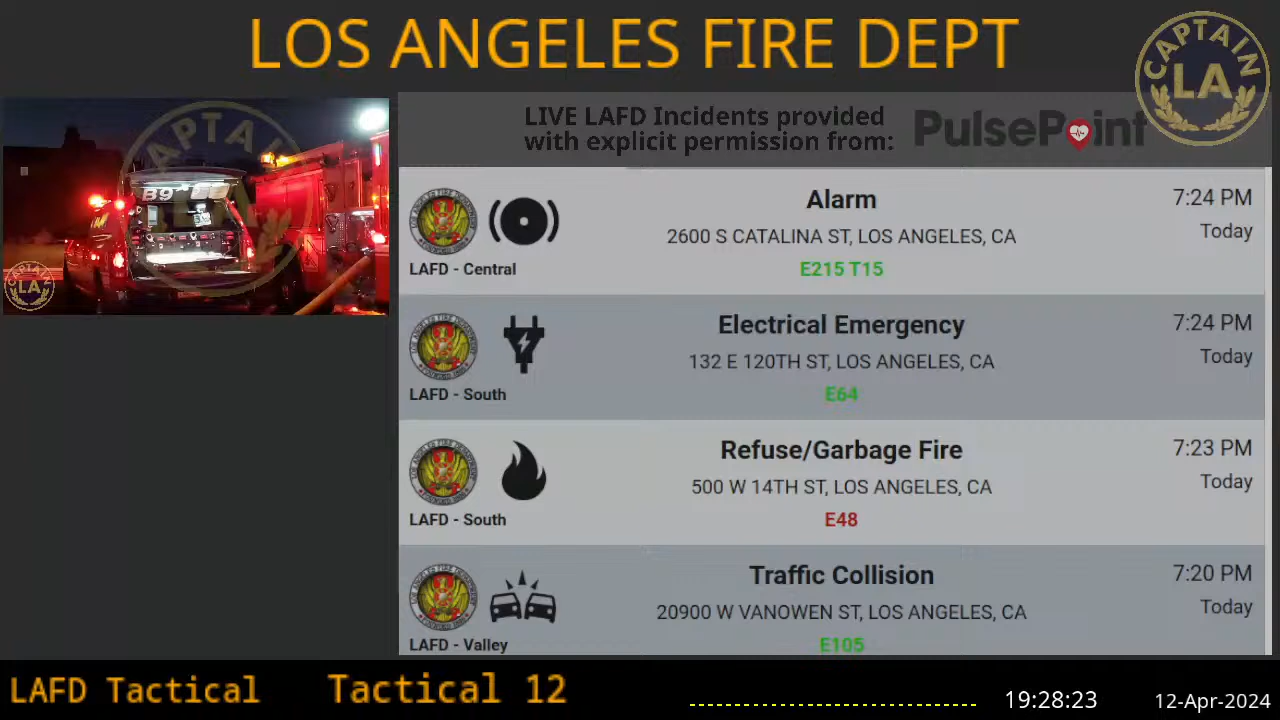 LOS ANGELES FIRE DEPT
CAPTAIN
LA
LIVE LAFD Incidents provided
with explicit permission from:
PulsePoint
CAPTAIN
B9
CAPTAIN
LA
Alarm
7:24 PM
2600 S CATALINA ST, LOS ANGELES, CA
Today
LAFD - Central
E215 T15
Electrical Emergency
7:24 PM
132 E 120TH ST, LOS ANGELES, CA
Today
LAFD - South
E64
Refuse/Garbage Fire
7:23 PM
500 W 14TH ST, LOS ANGELES, CA
Today
LAFD - South
E48
Traffic Collision
7:20 PM
20900 W VANOWEN ST, LOS ANGELES, CA
Today
LAFD - Valley
E105
LAFD Tactical
Tactical 12
19:28:23
12-Apr-2024